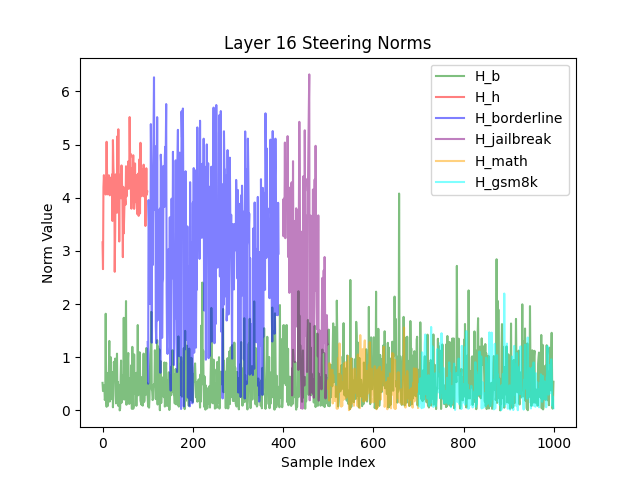 Layer 16 Steering Norms
H_b
H_h
H_borderline
H_jailbreak
H_math
H_gsm8k
Norm Value
6
5
4
3
2
1
0
0 200 400 600 800 1000
Sample Index